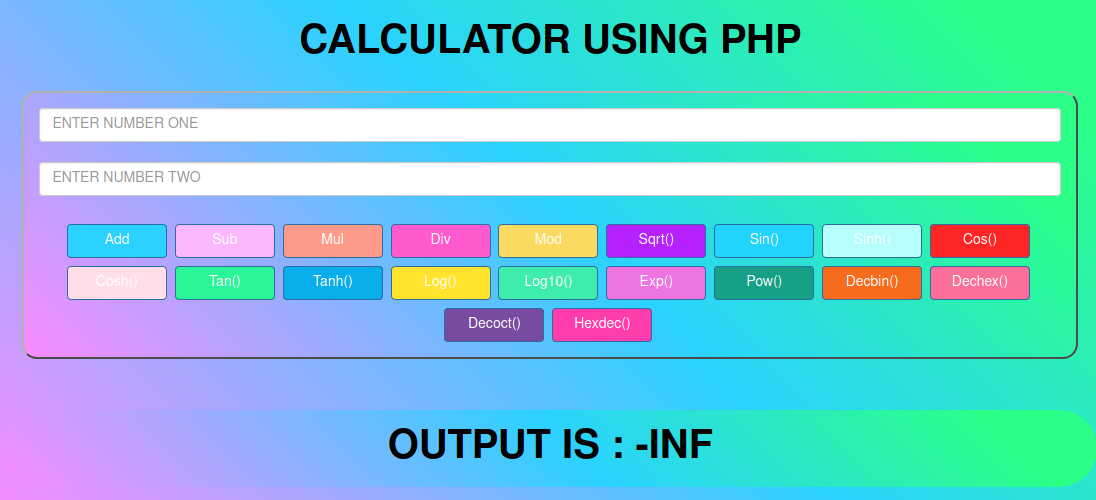 CALCULATOR USING PHP
ENTER NUMBER ONE
ENTER NUMBER TWO
Add Sub Mul Div Mod Sqrt() Sin() Sinh() Cos()
Cosh() Tan() Tanh() Log() Log10() Exp() Pow() Decbin() Dechex()
Decoct() Hexdec()
OUTPUT IS : -INF